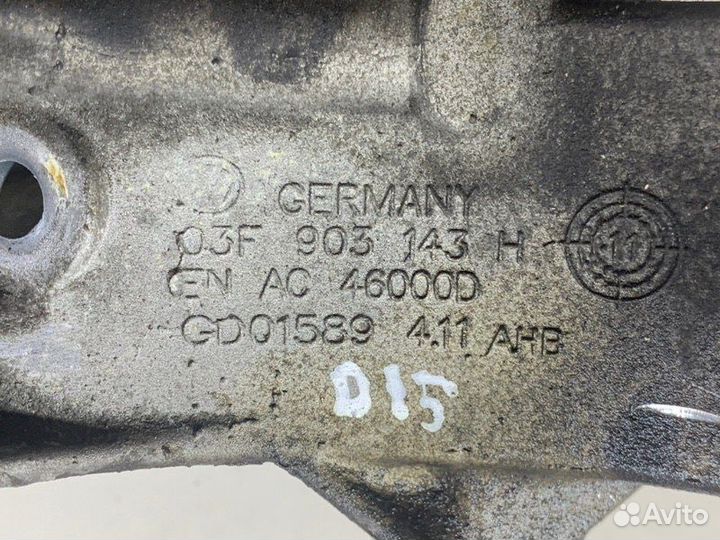 GERMANY
03F 903 143 H
11
EN AC 46000D
GD01589 4.11 AHB
D15
Avito